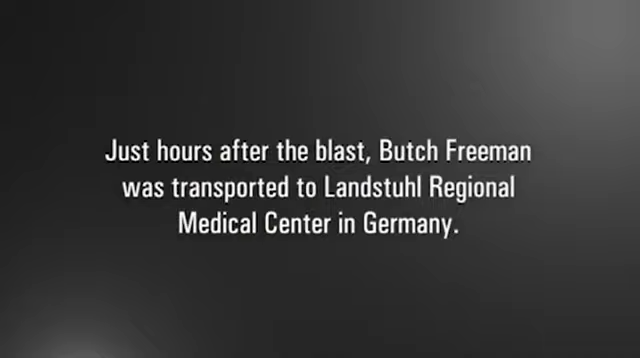 Just hours after the blast, Butch Freeman
was transported to Landstuhl Regional
Medical Center in Germany.